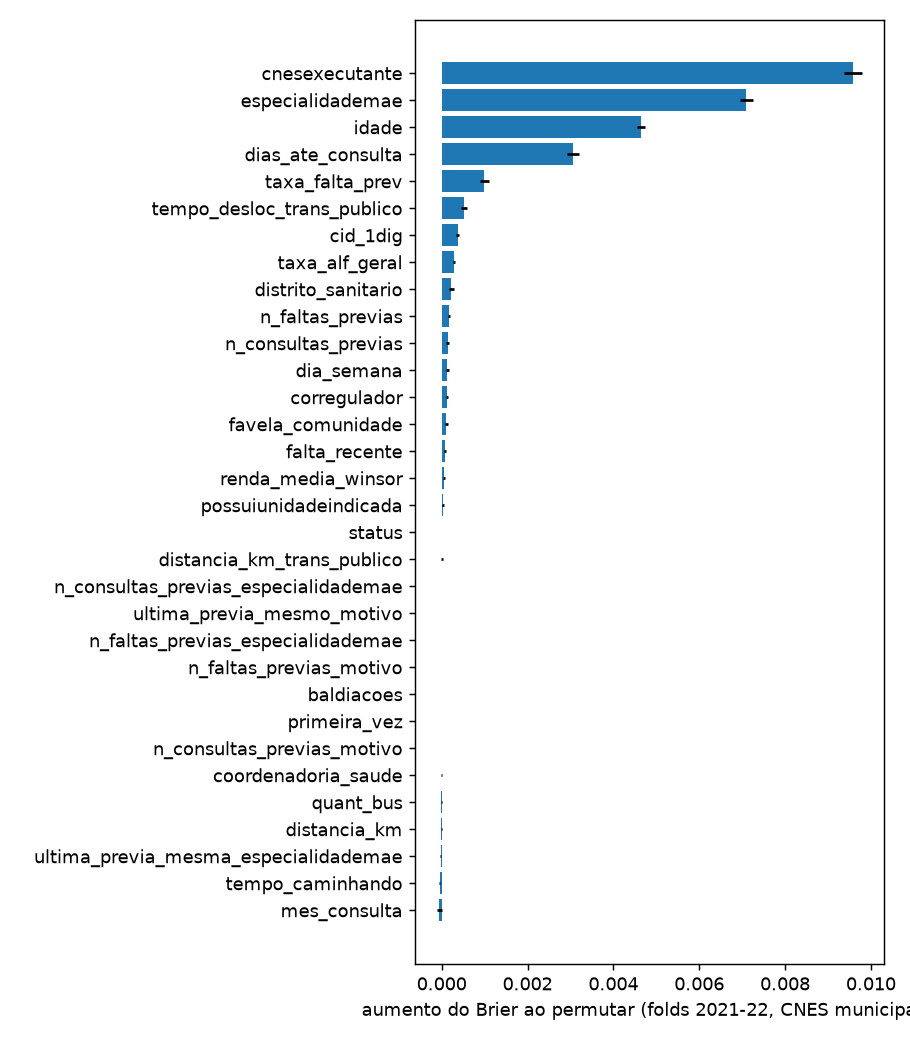 cnesexecutante
especialidademae
idade
dias_ate_consulta
taxa_falta_prev
tempo_desloc_trans_publico
cid_1dig
taxa_alf_geral
distrito_sanitario
n_faltas_previas
n_consultas_previas
dia_semana
corregulador
favela_comunidade
falta_recente
renda_media_winsor
possuiunidadeindicada
status
distancia_km_trans_publico
n_consultas_previas_especialidademae
ultima_previa_mesmo_motivo
n_faltas_previas_especialidademae
n_faltas_previas_motivo
baldiacoes
primeira_vez
n_consultas_previas_motivo
coordenadoria_saude
quant_bus
distancia_km
ultima_previa_mesma_especialidademae
tempo_caminhando
mes_consulta
0.000 0.002 0.004 0.006 0.008 0.010
aumento do Brier ao permutar (folds 2021-22, CNES municipa